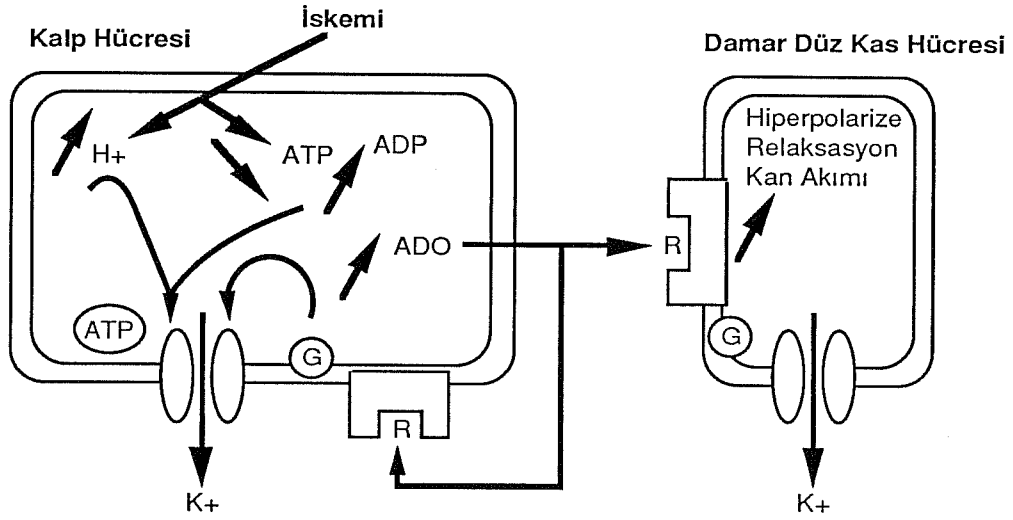 İskemi
Kalp Hücresi
Damar Düz Kas Hücresi
H+
ATP
ADP
ADO
ATP
G
R
K+
Hiperpolarize
Relaksasyon
Kan Akımı
R
G
K+